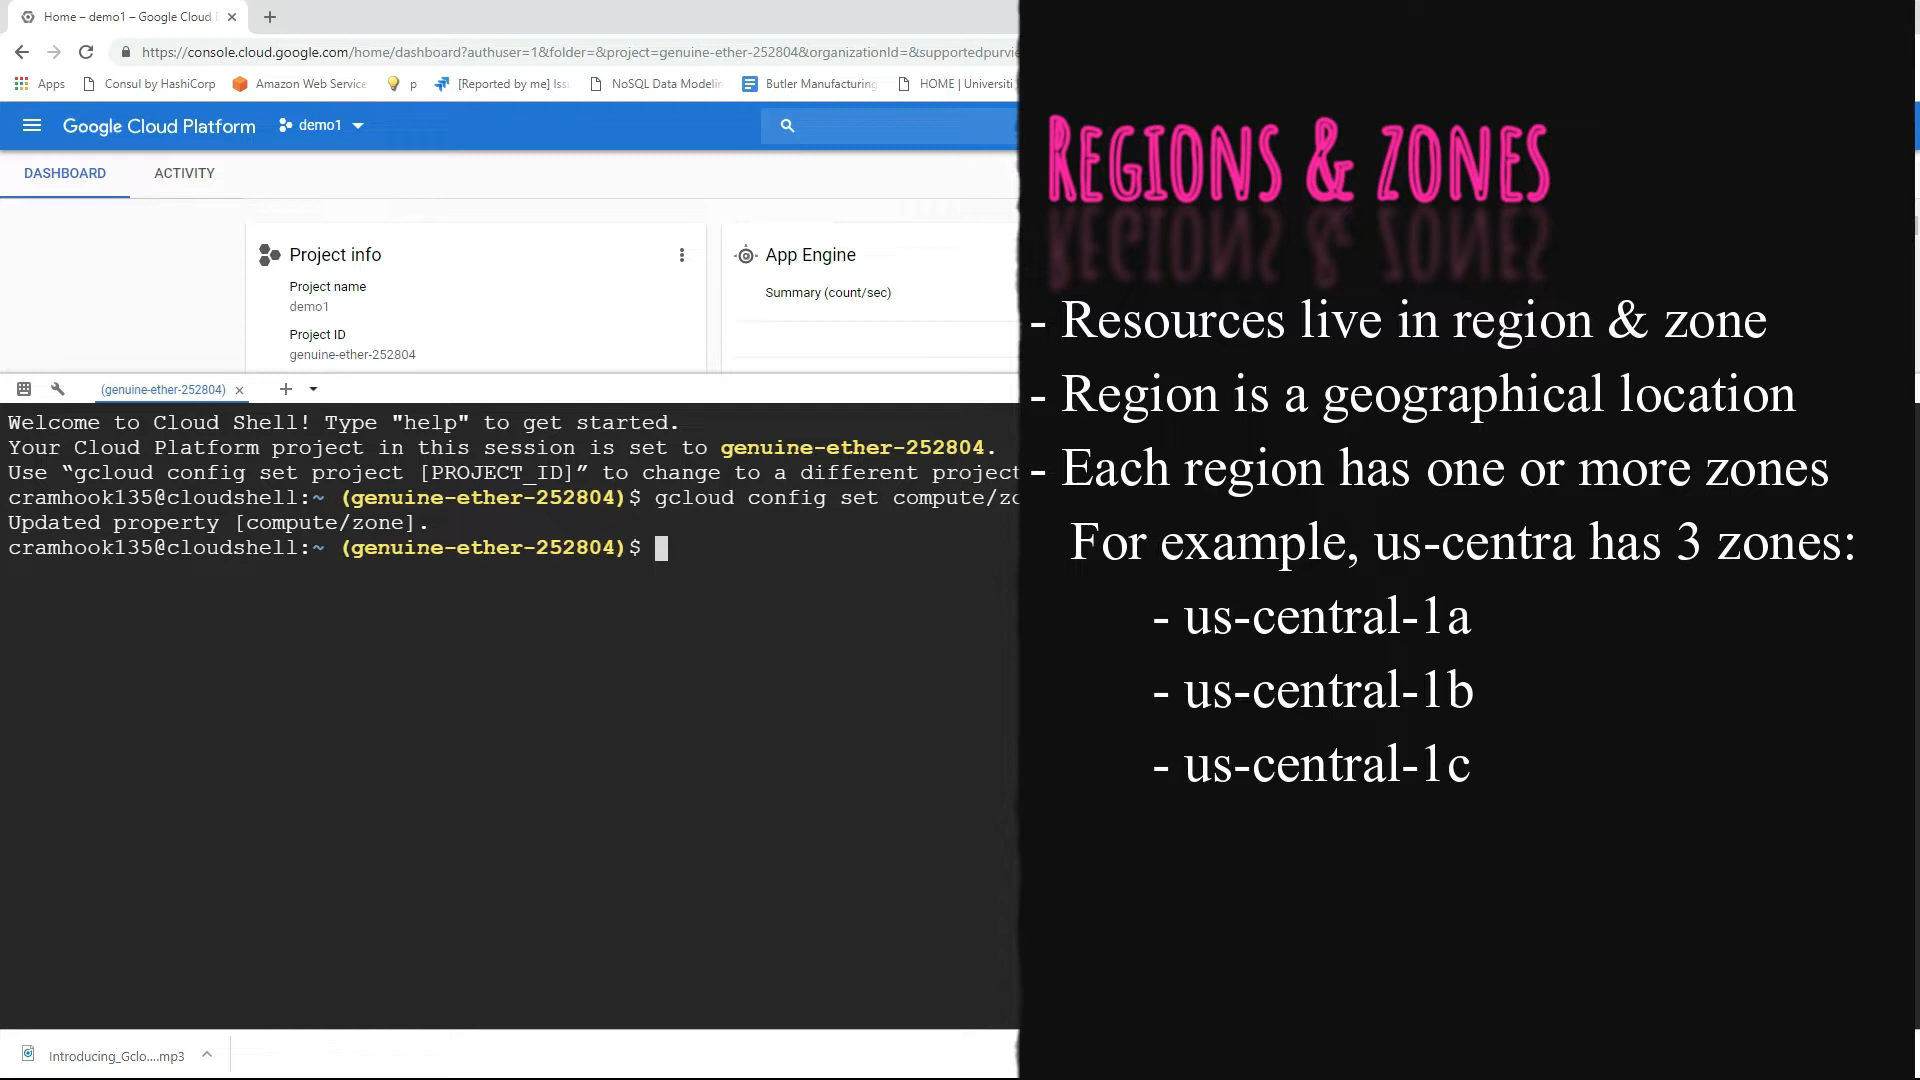 Home – demo1 – Google Cloud
https://console.cloud.google.com/home/dashboard?authuser=1&folder=&project=genuine-ether-252804&organizationId=&supportedpurvie
Apps
Consul by HashiCorp
Amazon Web Service
p
[Reported by me] Iss
NoSQL Data Modelin
Butler Manufacturing
HOME | Universiti
Google Cloud Platform
demo1
DASHBOARD
ACTIVITY
Project info
Project name
demo1
Project ID
genuine-ether-252804
App Engine
Summary (count/sec)
(genuine-ether-252804)
Welcome to Cloud Shell! Type "help" to get started.
Your Cloud Platform project in this session is set to genuine-ether-252804.
Use “gcloud config set project [PROJECT_ID]” to change to a different project
cramhook135@cloudshell:~ (genuine-ether-252804)$ gcloud config set compute/zo
Updated property [compute/zone].
cramhook135@cloudshell:~ (genuine-ether-252804)$
Introducing_Gclo....mp3
REGIONS & ZONES
- Resources live in region & zone
- Region is a geographical location
- Each region has one or more zones
For example, us-centra has 3 zones:
- us-central-1a
- us-central-1b
- us-central-1c